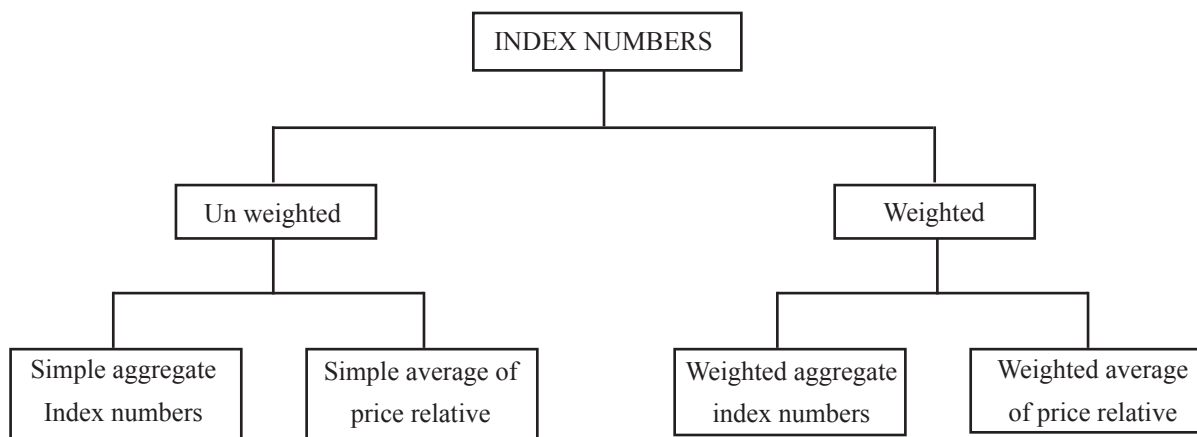 INDEX NUMBERS
Un weighted
Weighted
Simple aggregate
Index numbers
Simple average of
price relative
Weighted aggregate
index numbers
Weighted average
of price relative